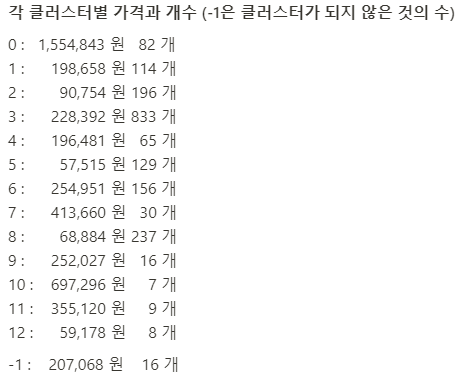 각 클러스터별 가격과 개수 (-1은 클러스터가 되지 않은 것의 수)
0 : 1,554,843 원 82 개
1 : 198,658 원 114 개
2 : 90,754 원 196 개
3 : 228,392 원 833 개
4 : 196,481 원 65 개
5 : 57,515 원 129 개
6 : 254,951 원 156 개
7 : 413,660 원 30 개
8 : 68,884 원 237 개
9 : 252,027 원 16 개
10 : 697,296 원 7 개
11 : 355,120 원 9 개
12 : 59,178 원 8 개
-1 : 207,068 원 16 개